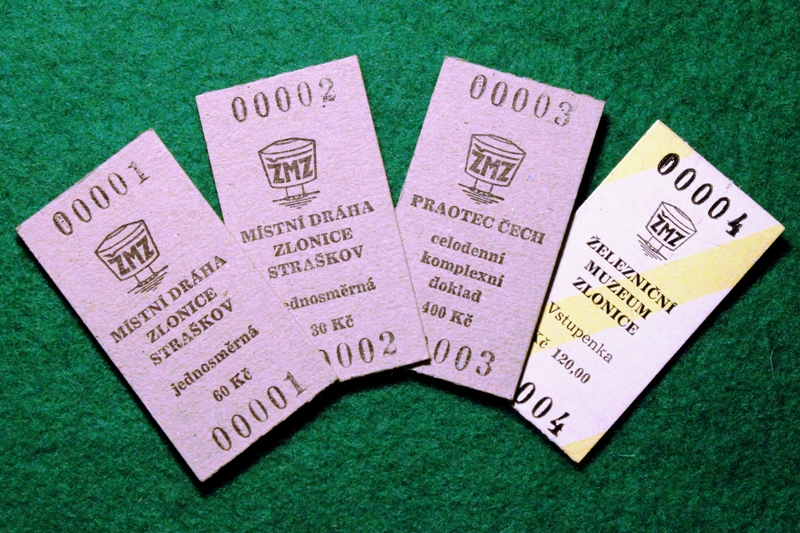 00001
ŽMZ
MÍSTNÍ DRÁHA
ZLONICE
STRAŠKOV
jednosměrná
60 Kč
00001
00002
ŽMZ
MÍSTNÍ DRÁHA
ZLONICE
STRAŠKOV
jednosměrná
30 Kč
0002
00003
ŽMZ
PRAOTEC ČECH
celodenní
komplexní
doklad
400 Kč
003
00004
ŽMZ
ŽELEZNIČNÍ
MUZEUM
ZLONICE
Vstupenka
Kč 120,00
004